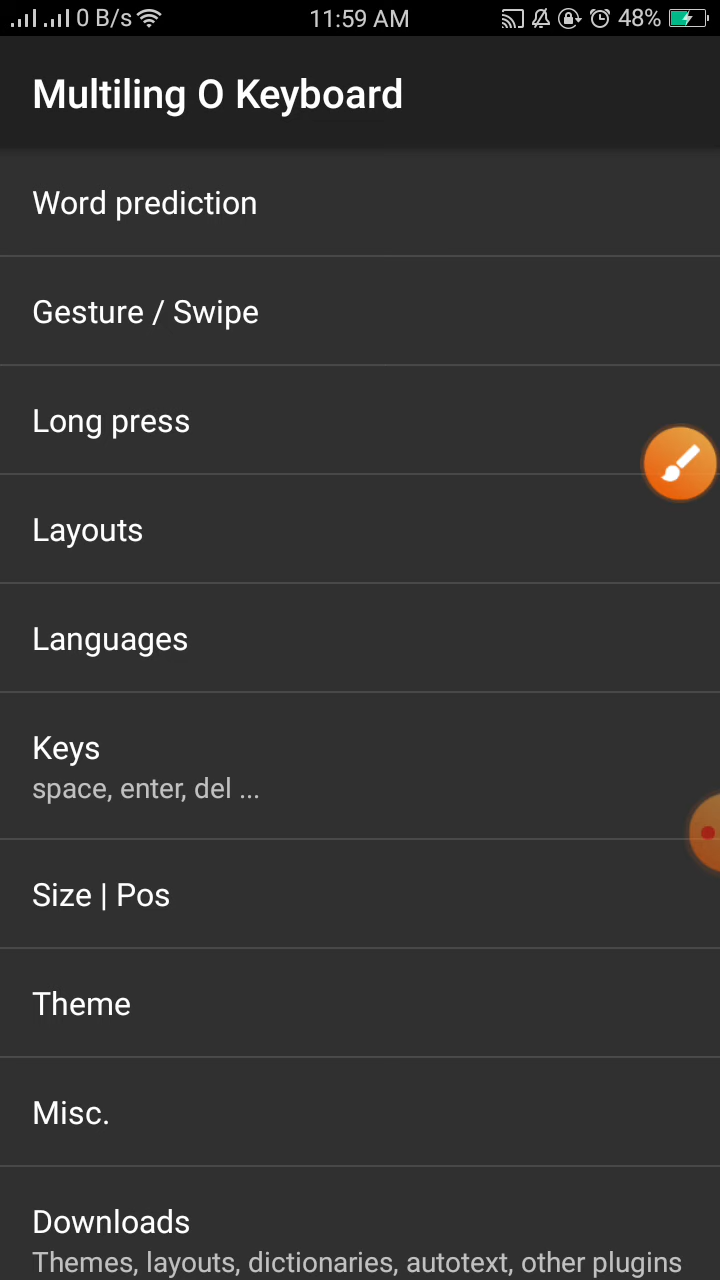 0 B/s 11:59 AM 48%
Multiling O Keyboard
Word prediction
Gesture / Swipe
Long press
Layouts
Languages
Keys
space, enter, del ...
Size | Pos
Theme
Misc.
Downloads
Themes, layouts, dictionaries, autotext, other plugins